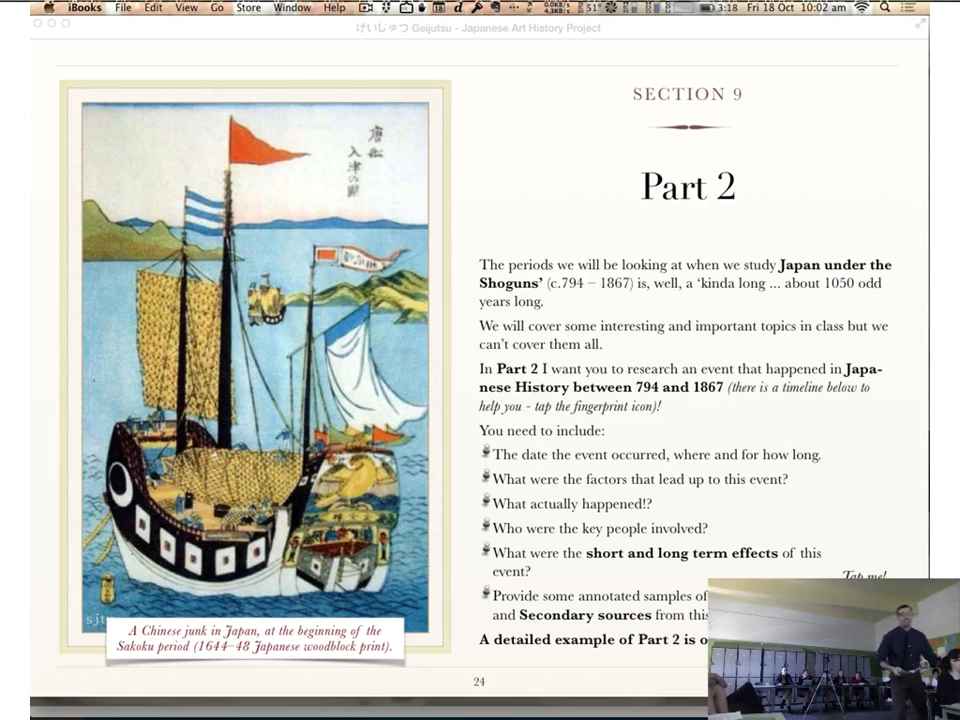 iBooks File Edit View Go Store Window Help 18 0.0KB/s 4.3KB/s 51° 3:18 Fri 18 Oct 10:02 am
げいじゅつ Geijutsu - Japanese Art History Project
唐舩
入津の圖
SECTION 9
Part 2
The periods we will be looking at when we study Japan under the
Shoguns’ (c.794 – 1867) is, well, a ‘kinda long ... about 1050 odd
years long.
We will cover some interesting and important topics in class but we
can’t cover them all.
In Part 2 I want you to research an event that happened in Japa-
nese History between 794 and 1867 (there is a timeline below to
help you - tap the fingerprint icon)!
You need to include:
The date the event occurred, where and for how long.
What were the factors that lead up to this event?
What actually happened!?
Who were the key people involved?
What were the short and long term effects of this
event?
Tap me!
Provide some annotated samples of
and Secondary sources from this
A detailed example of Part 2 is o
sjt
A Chinese junk in Japan, at the beginning of the
Sakoku period (1644–48 Japanese woodblock print).
24